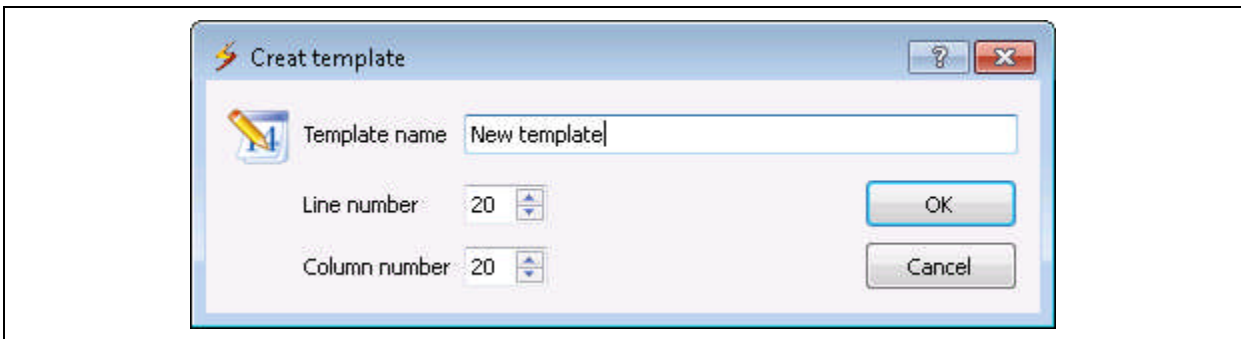 Creat template
Template name New template
Line number 20 OK
Column number 20 Cancel